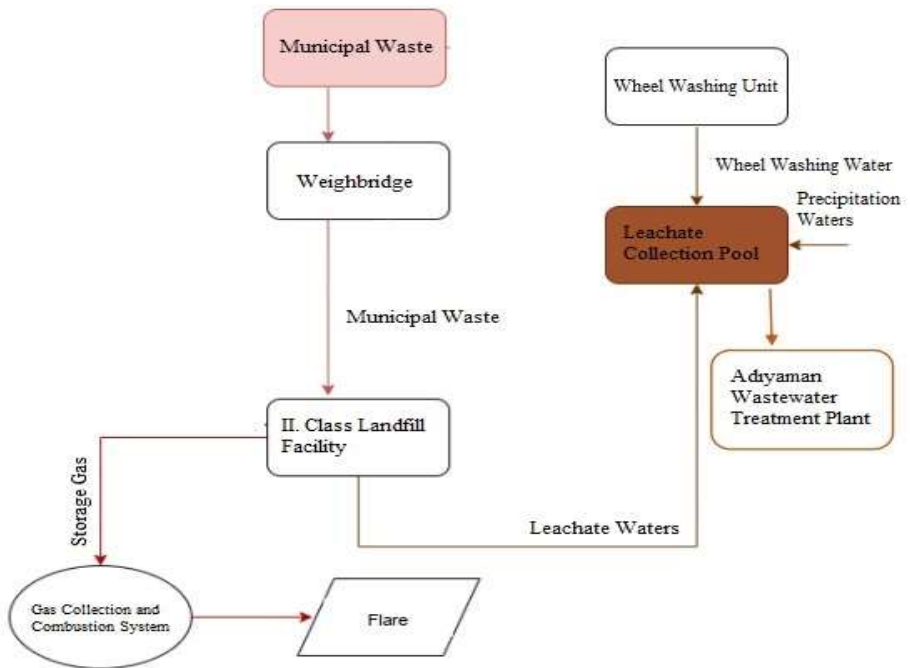 Municipal Waste
Wheel Washing Unit
Weighbridge
Wheel Washing Water
Precipitation
Waters
Leachate
Collection Pool
Municipal Waste
Adıyaman
Wastewater
Treatment Plant
II. Class Landfill
Facility
Storage Gas
Leachate Waters
Gas Collection and
Combustion System
Flare